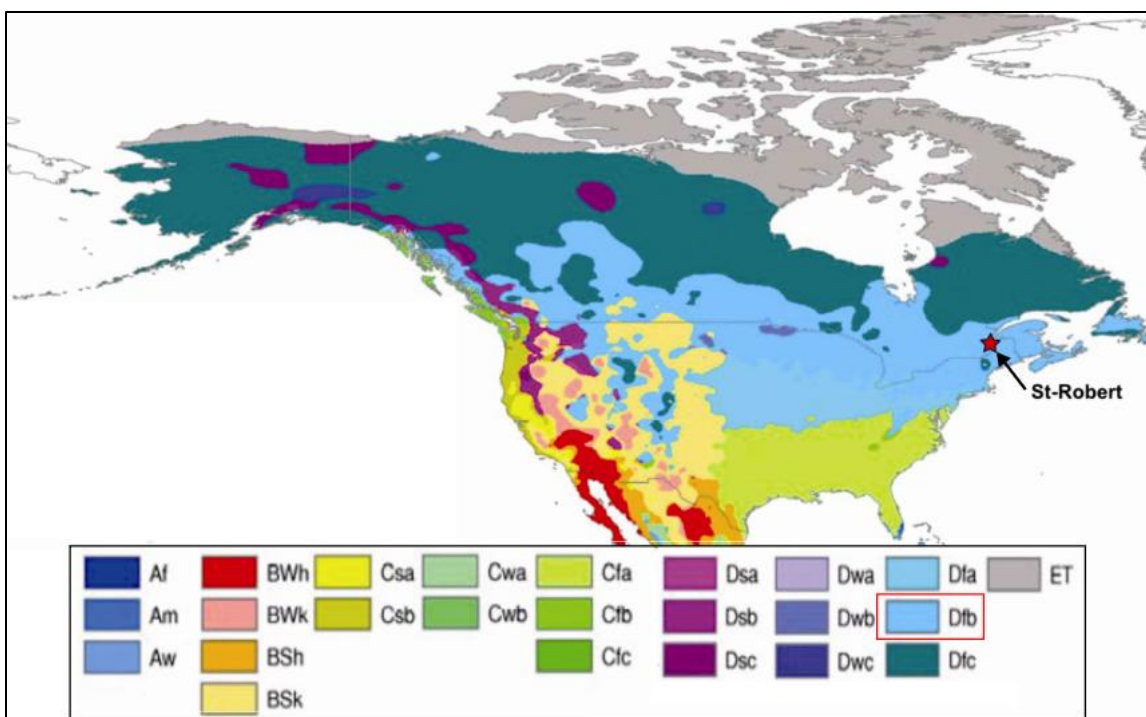 St-Robert
Af BWh Csa Cwa Cfa Dsa Dwa Dfa ET
Am BWk Csb Cwb Cfb Dsb Dwb Dfb
Aw BSh Cfc Dsc Dwc Dfc
BSk